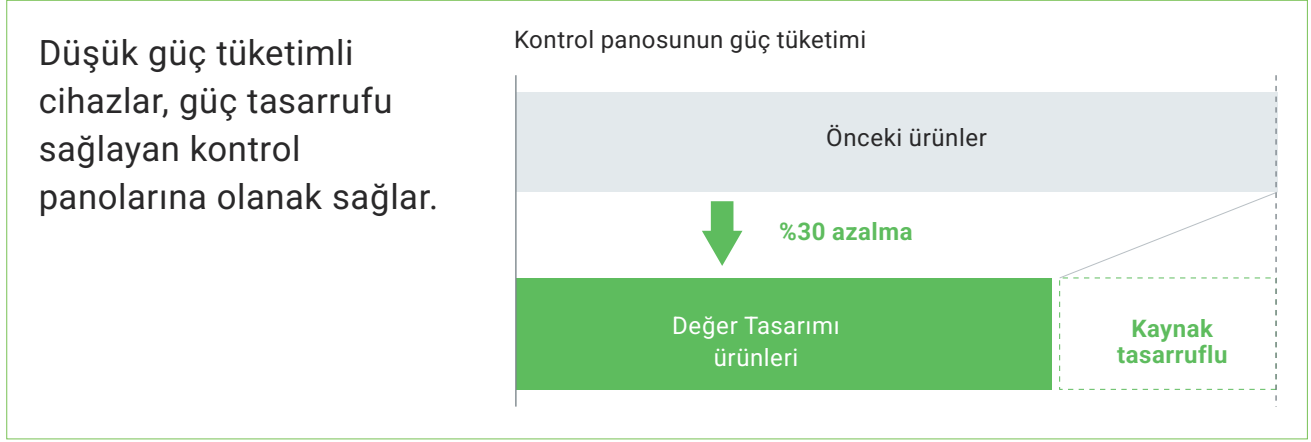 Düşük güç tüketimli
cihazlar, güç tasarrufu
sağlayan kontrol
panolarına olanak sağlar.
Kontrol panosunun güç tüketimi
Önceki ürünler
%30 azalma
Değer Tasarımı
ürünleri
Kaynak
tasarruflu